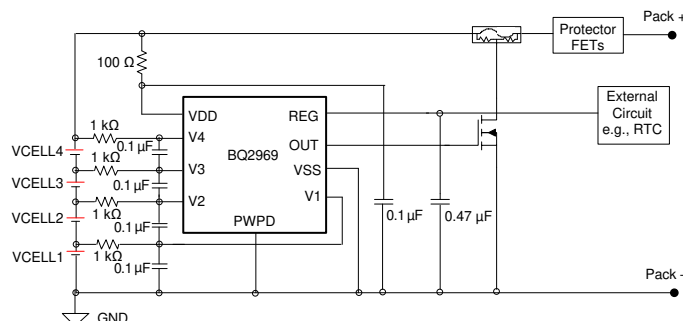 Pack +
Protector
FETs
100 Ω
External
Circuit
e.g., RTC
VDD
REG
1 kΩ
0.1 µF
V4
OUT
BQ2969
VCELL4
1 kΩ
V3
VSS
VCELL3
0.1 µF
V1
1 kΩ
V2
VCELL2
0.1 µF
PWPD
0.1 µF
0.47 µF
VCELL1
1 kΩ
0.1 µF
Pack –
GND